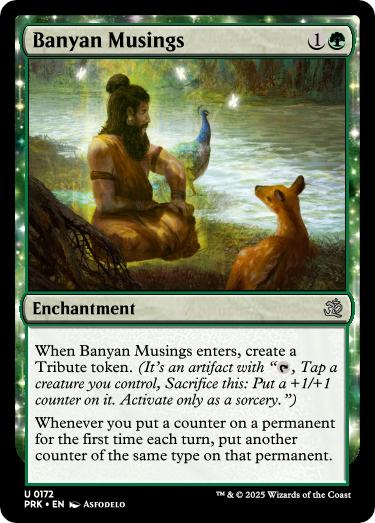 Banyan Musings 1
Enchantment
When Banyan Musings enters, create a
Tribute token. (It's an artifact with “, Tap a
creature you control, Sacrifice this: Put a +1/+1
counter on it. Activate only as a sorcery.”)
Whenever you put a counter on a permanent
for the first time each turn, put another
counter of the same type on that permanent.
U 0172
PRK • EN Asfodelo
™ & © 2025 Wizards of the Coast